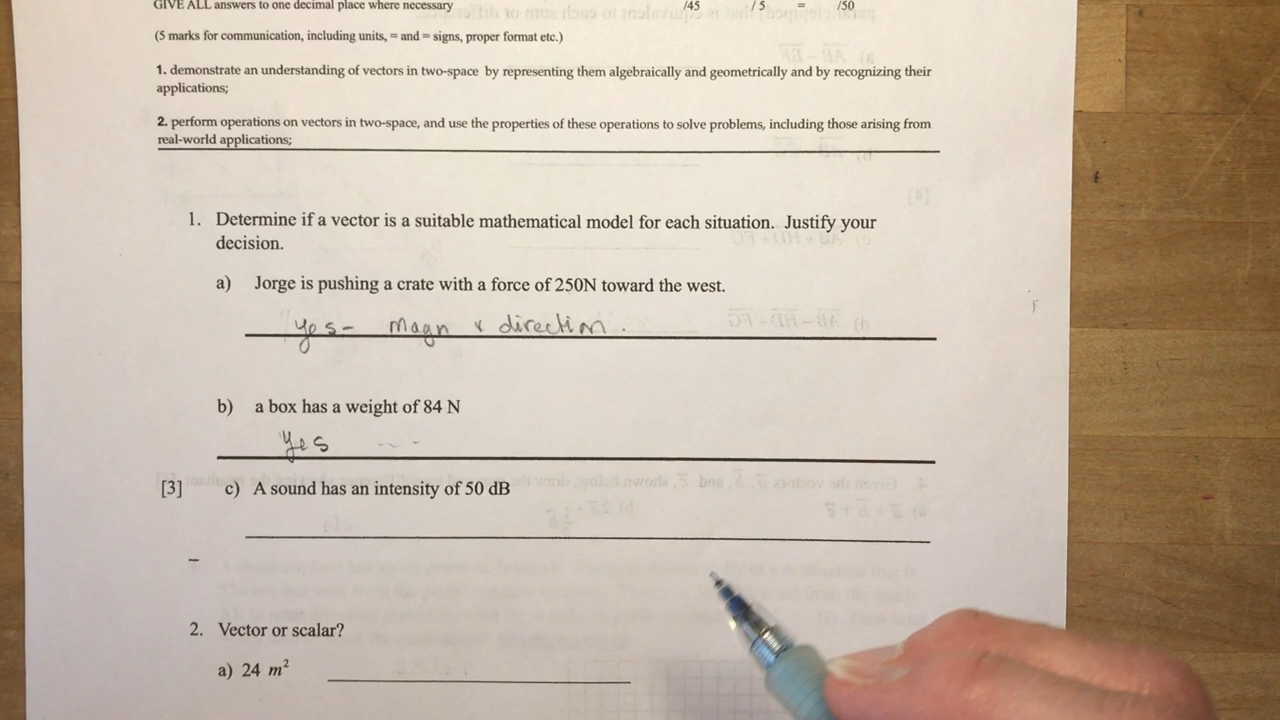 GIVE ALL answers to one decimal place where necessary /45 / 5 = /50
(5 marks for communication, including units, = and = signs, proper format etc.)
1. demonstrate an understanding of vectors in two-space by representing them algebraically and geometrically and by recognizing their
applications;
2. perform operations on vectors in two-space, and use the properties of these operations to solve problems, including those arising from
real-world applications;
1. Determine if a vector is a suitable mathematical model for each situation. Justify your
decision.
a) Jorge is pushing a crate with a force of 250N toward the west.
Yes- magn & direction.
b) a box has a weight of 84 N
Yes
[3] c) A sound has an intensity of 50 dB
2. Vector or scalar?
a) 24 m²